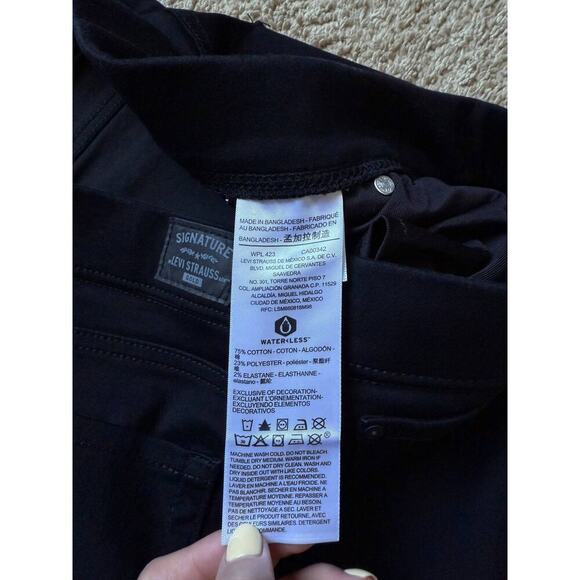 SIGNATURE
LEVI STRAUSS
GOLD
MADE IN BANGLADESH - FABRIQUÉ
AU BANGLADESH - FABRICADO EN
BANGLADESH - 孟加拉制造
WPL 423 CA00342
LEVI STRAUSS DE MÉXICO S.A. DE C.V.
BLVD. MIGUEL DE CERVANTES
SAAVEDRA
NO. 301, TORRE NORTE PISO 7
COL. AMPLIACIÓN GRANADA C.P. 11529
ALCALDÍA. MIGUEL HIDALGO
CIUDAD DE MÉXICO, MÉXICO
RFC: LSM660818M98
WATER<LESS™
75% COTTON - COTON - ALGODÓN -
棉
23% POLYESTER - poliéster - 聚酯纤
维
2% ELASTANE - ELASTHANNE -
elastano - 氨纶
EXCLUSIVE OF DECORATION-
EXCLUANT L'ORNEMENTATION-
EXCLUYENDO ELEMENTOS
DECORATIVOS
MACHINE WASH COLD. DO NOT BLEACH.
TUMBLE DRY MEDIUM. WARM IRON IF
NEEDED. DO NOT DRY CLEAN. WASH AND
DRY INSIDE OUT WITH LIKE COLORS.
LIQUID DETERGENT IS RECOMMENDED.
LAVER EN MACHINE À L'EAU FROIDE. NE
PAS BLANCHIR. SÉCHER EN MACHINE À
TEMPÉRATURE MOYENNE. REPASSER À
TEMPÉRATURE MOYENNE AU BESOIN.
PAS DE NETTOYAGE À SEC. LAVER ET
SÉCHER LE PRODUIT RETOURNÉ, AVEC
DES COULEURS SIMILAIRES. DÉTERGENT